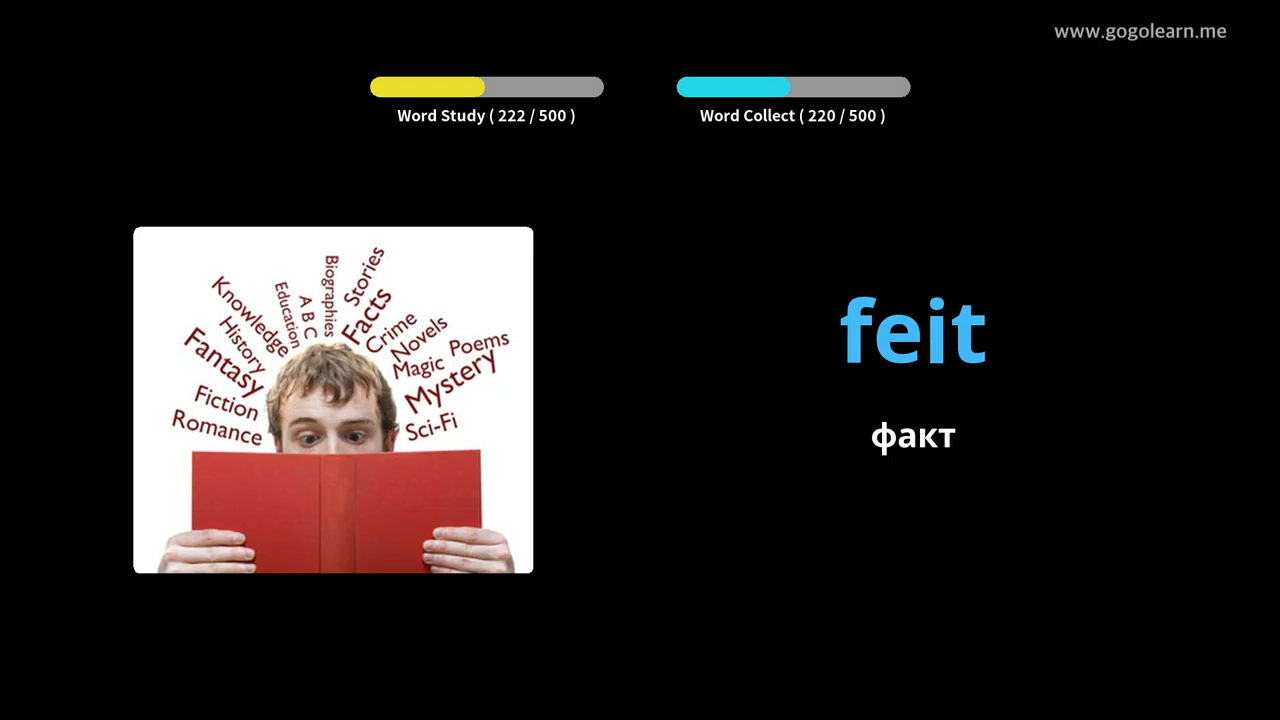 www.gogolearn.me
Word Study ( 222 / 500 )
Word Collect ( 220 / 500 )
Stories
Biographies
Facts
A B C
Education
Knowledge
History
Fantasy
Fiction
Romance
Crime
Novels
Poems
Magic
Mystery
Sci-Fi
feit
факт